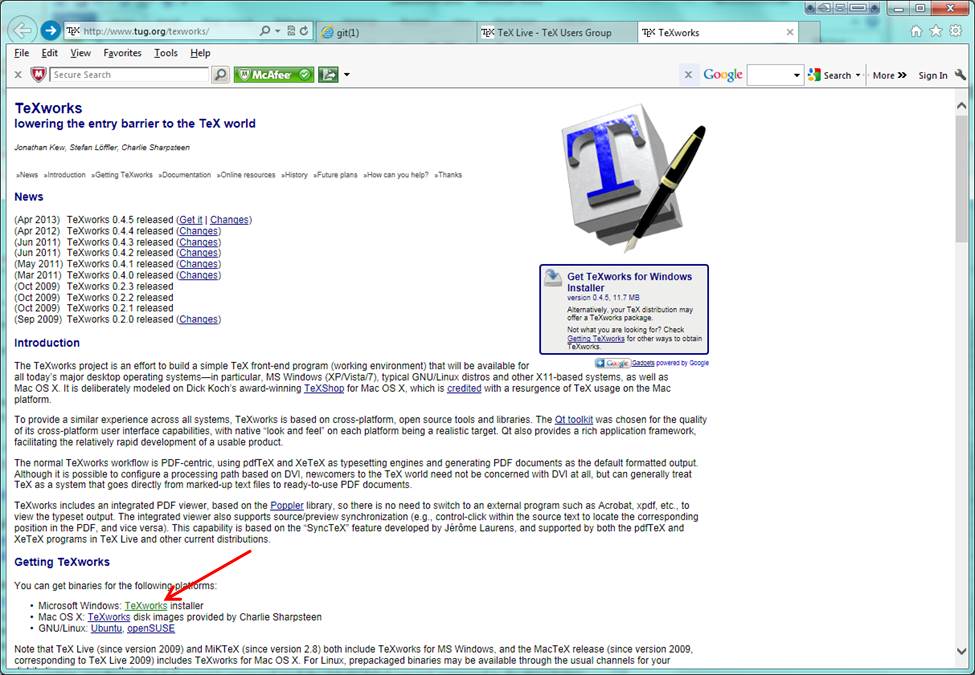 http://www.tug.org/texworks/
git(1)
TeX Live - TeX Users Group
TeXworks
File Edit View Favorites Tools Help
Secure Search
McAfee
Google
Search
More »
Sign In
TeXworks
lowering the entry barrier to the TeX world
Jonathan Kew, Stefan Löffler, Charlie Sharpsteen
»News »Introduction »Getting TeXworks »Documentation »Online resources »History »Future plans »How can you help? »Thanks
News
(Apr 2013) TeXworks 0.4.5 released (Get it | Changes)
(Apr 2012) TeXworks 0.4.4 released (Changes)
(Jun 2011) TeXworks 0.4.3 released (Changes)
(Jun 2011) TeXworks 0.4.2 released (Changes)
(May 2011) TeXworks 0.4.1 released (Changes)
(Mar 2011) TeXworks 0.4.0 released (Changes)
(Oct 2009) TeXworks 0.2.3 released
(Oct 2009) TeXworks 0.2.2 released
(Oct 2009) TeXworks 0.2.1 released
(Sep 2009) TeXworks 0.2.0 released (Changes)
T
Get TeXworks for Windows
Installer
version 0.4.5, 11.7 MB
Alternatively, your TeX distribution may
offer a TeXworks package.
Not what you are looking for? Check
Getting TeXworks for other ways to obtain
TeXworks.
Google Gadgets powered by Google
Introduction
The TeXworks project is an effort to build a simple TeX front-end program (working environment) that will be available for
all today's major desktop operating systems—in particular, MS Windows (XP/Vista/7), typical GNU/Linux distros and other X11-based systems, as well as
Mac OS X. It is deliberately modeled on Dick Koch's award-winning TeXShop for Mac OS X, which is credited with a resurgence of TeX usage on the Mac
platform.
To provide a similar experience across all systems, TeXworks is based on cross-platform, open source tools and libraries. The Qt toolkit was chosen for the quality
of its cross-platform user interface capabilities, with native “look and feel” on each platform being a realistic target. Qt also provides a rich application framework,
facilitating the relatively rapid development of a usable product.
The normal TeXworks workflow is PDF-centric, using pdfTeX and XeTeX as typesetting engines and generating PDF documents as the default formatted output.
Although it is possible to configure a processing path based on DVI, newcomers to the TeX world need not be concerned with DVI at all, but can generally treat
TeX as a system that goes directly from marked-up text files to ready-to-use PDF documents.
TeXworks includes an integrated PDF viewer, based on the Poppler library, so there is no need to switch to an external program such as Acrobat, xpdf, etc., to
view the typeset output. The integrated viewer also supports source/preview synchronization (e.g., control-click within the source text to locate the corresponding
position in the PDF, and vice versa). This capability is based on the “SyncTeX” feature developed by Jérôme Laurens, and supported by both the pdfTeX and
XeTeX programs in TeX Live and other current distributions.
Getting TeXworks
You can get binaries for the following platforms:
• Microsoft Windows: TeXworks installer
• Mac OS X: TeXworks disk images provided by Charlie Sharpsteen
• GNU/Linux: Ubuntu, openSUSE
Note that TeX Live (since version 2009) and MiKTeX (since version 2.8) both include TeXworks for MS Windows, and the MacTeX release (since version 2009,
corresponding to TeX Live 2009) includes TeXworks for Mac OS X. For Linux, prepackaged binaries may be available through the usual channels for your